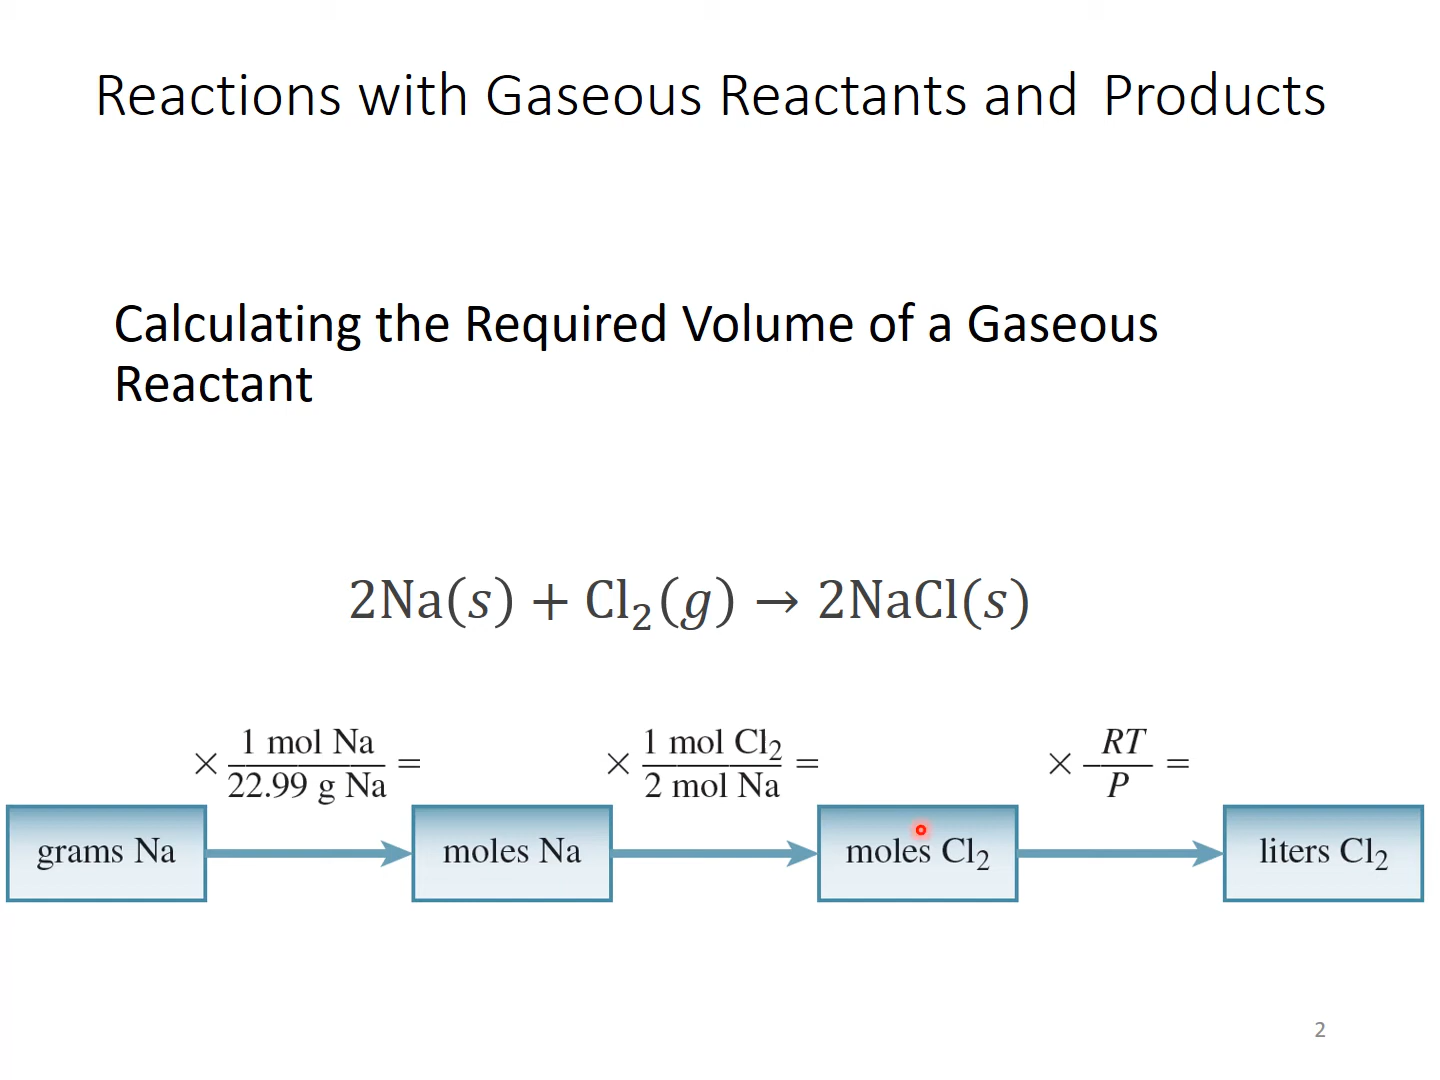 Reactions with Gaseous Reactants and Products
Calculating the Required Volume of a Gaseous
Reactant
2Na(s) + Cl₂(g) → 2NaCl(s)
× 1 mol Na / 22.99 g Na =
× 1 mol Cl₂ / 2 mol Na =
× RT / P =
grams Na
moles Na
moles Cl₂
liters Cl₂
2